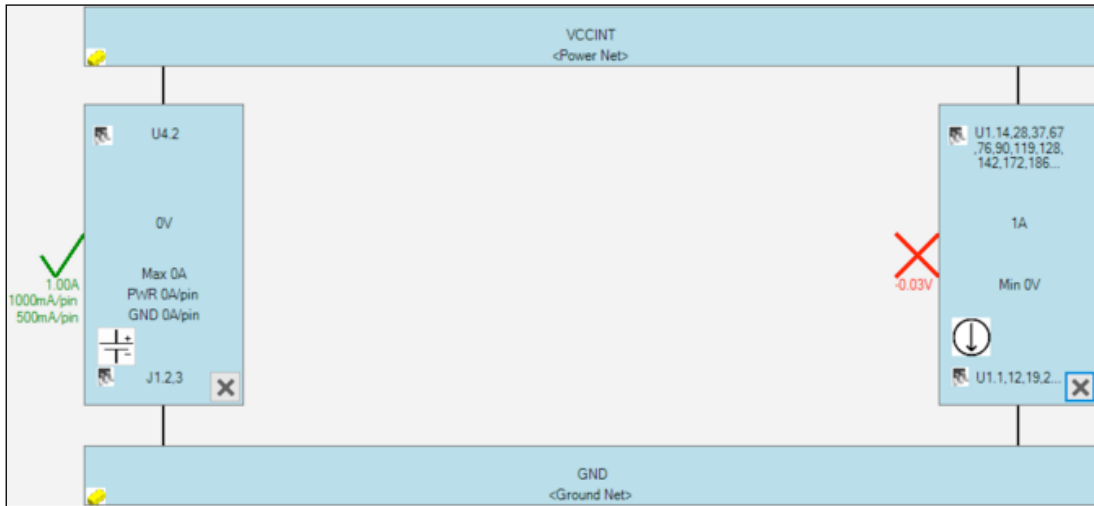 VCCINT
<Power Net>
U4.2
0V
Max 0A
PWR 0A/pin
GND 0A/pin
J1.2,3
1.00A
1000mA/pin
500mA/pin
U1.14,28,37,67
,76,90,119,128,
142,172,186...
1A
Min 0V
U1.1,12,19,2...
-0.03V
GND
<Ground Net>